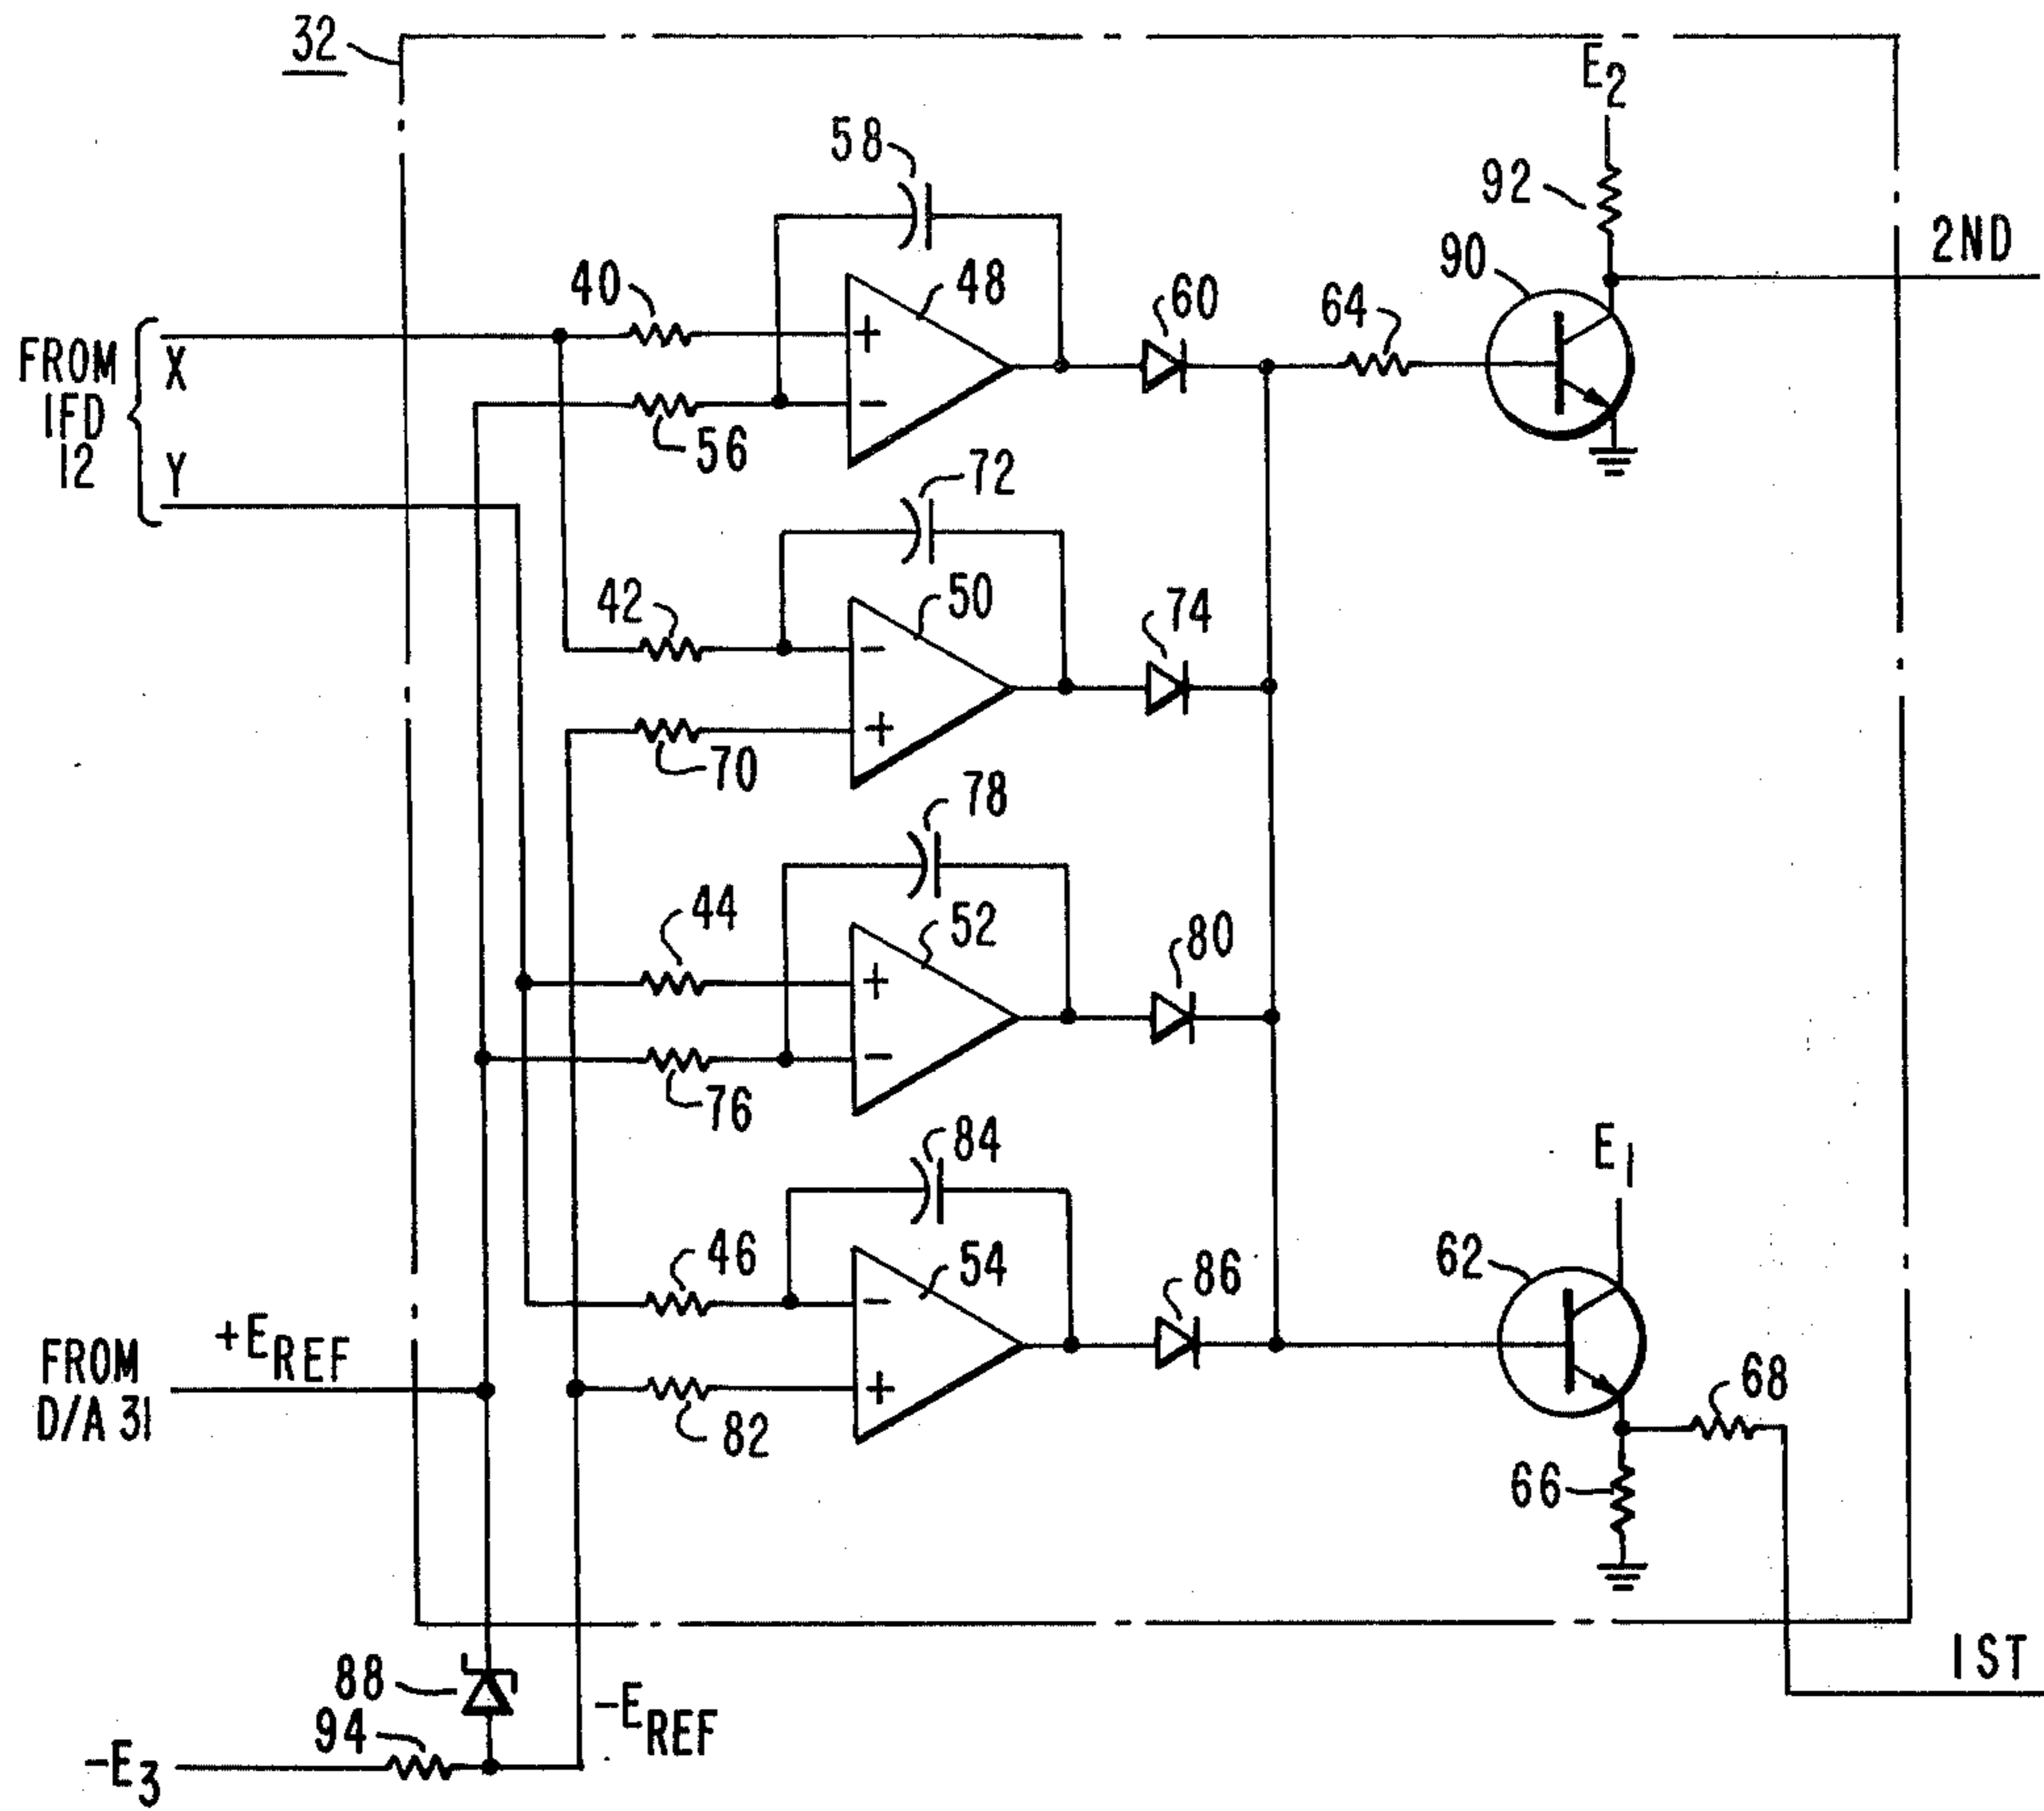 32
E2
58
92
2ND
90
40
48
60
64
FROM
IFD
12
X
+
-
56
Y
72
42
50
74
-
+
70
78
44
52
80
+
-
76
84
E1
46
54
86
62
-
+
82
FROM
D/A 31
+EREF
68
66
1ST
88
94
-EREF
-E3